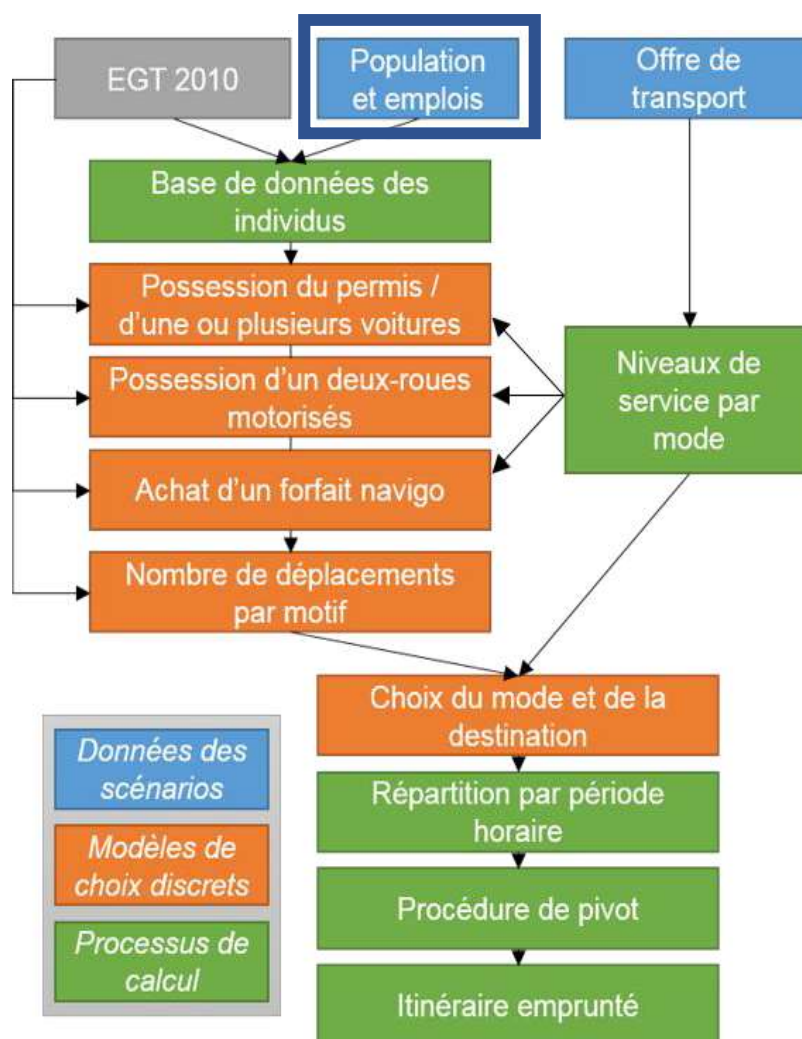 EGT 2010
Population
et emplois
Offre de
transport
Base de données des
individus
Possession du permis /
d'une ou plusieurs voitures
Possession d'un deux-roues
motorisés
Achat d'un forfait navigo
Nombre de déplacements
par motif
Niveaux de
service par
mode
Choix du mode et de la
destination
Répartition par période
horaire
Procédure de pivot
Itinéraire emprunté
Données des
scénarios
Modèles de
choix discrets
Processus de
calcul